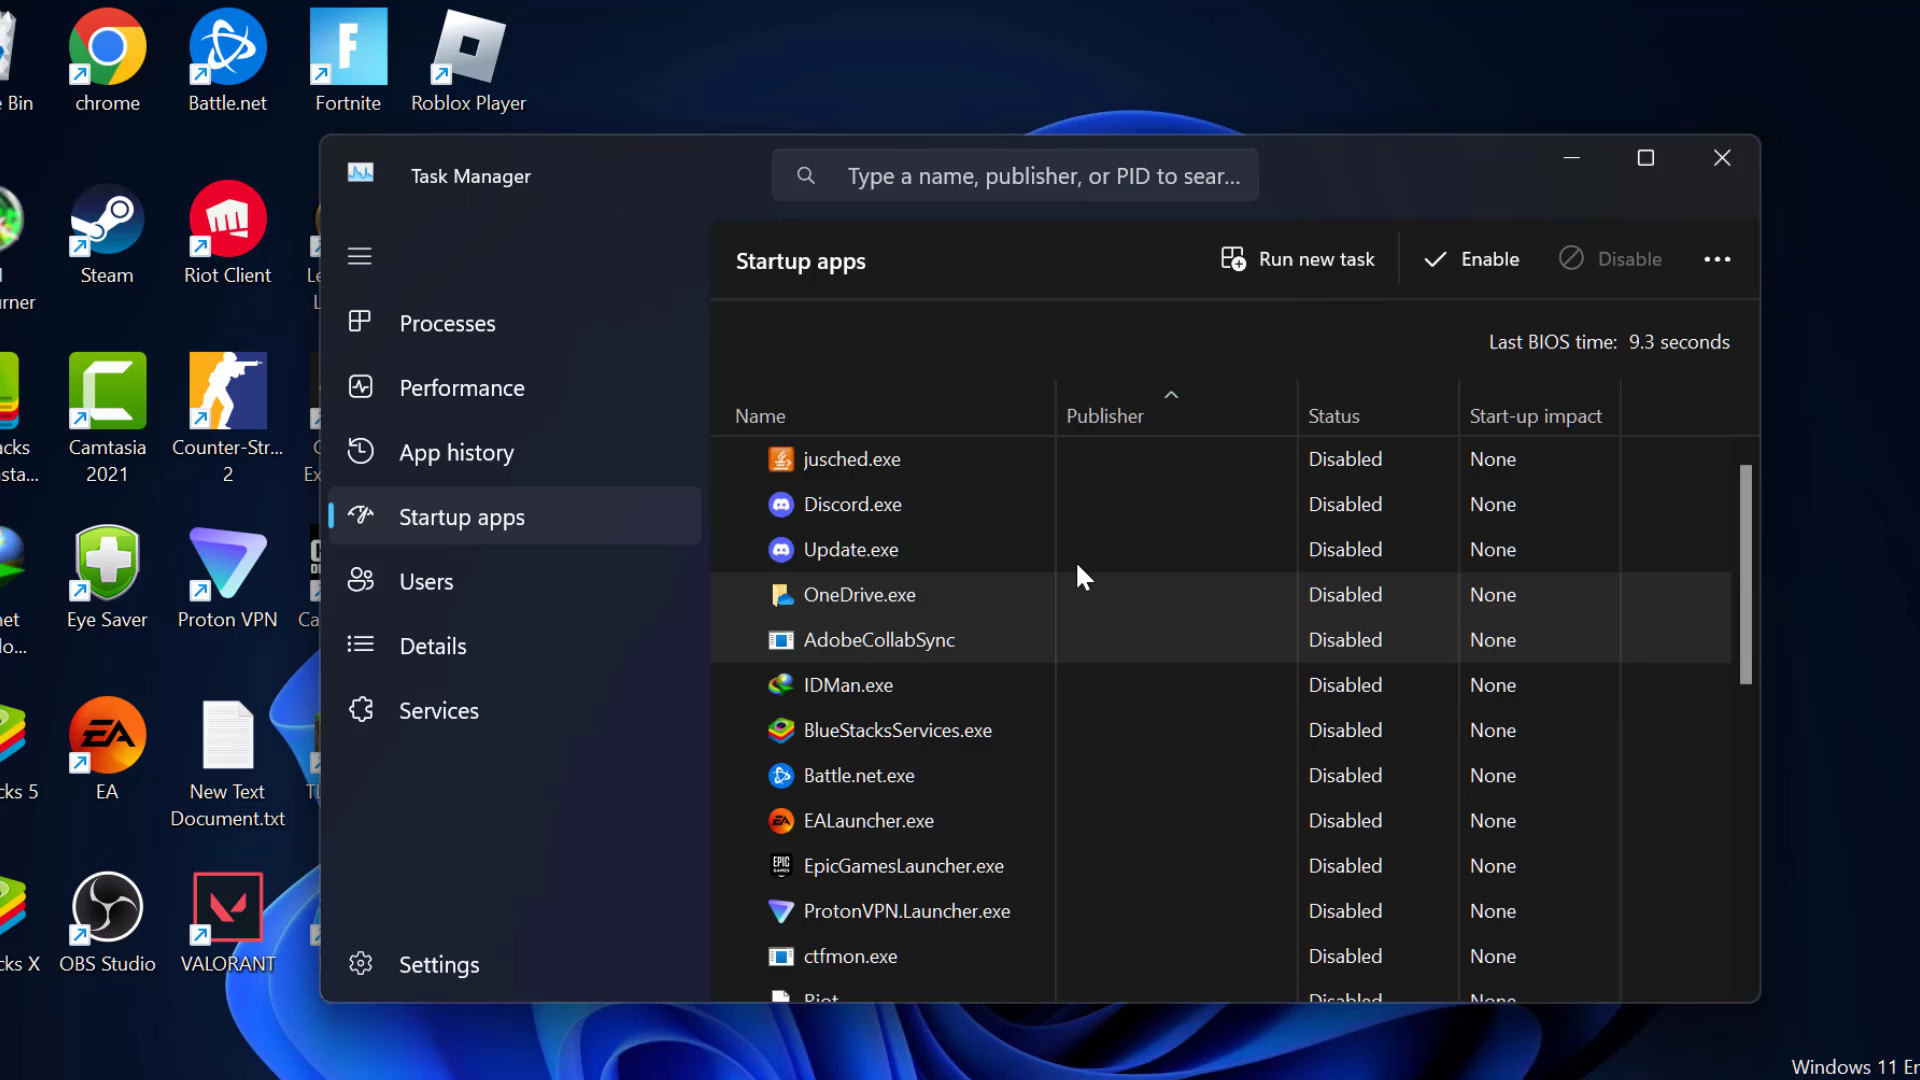 Bin
chrome
Battle.net
Fortnite
Roblox Player
Steam
Riot Client
Camtasia
2021
Counter-Str...
2
Eye Saver
Proton VPN
cks 5
EA
New Text
Document.txt
cks X
OBS Studio
VALORANT
Task Manager
Type a name, publisher, or PID to sear...
Startup apps
Run new task
Enable
Disable
Last BIOS time: 9.3 seconds
Processes
Performance
App history
Startup apps
Users
Details
Services
Settings
Name Publisher Status Start-up impact
jusched.exe Disabled None
Discord.exe Disabled None
Update.exe Disabled None
OneDrive.exe Disabled None
AdobeCollabSync Disabled None
IDMan.exe Disabled None
BlueStacksServices.exe Disabled None
Battle.net.exe Disabled None
EALauncher.exe Disabled None
EpicGamesLauncher.exe Disabled None
ProtonVPN.Launcher.exe Disabled None
ctfmon.exe Disabled None
Riot Disabled None
Windows 11 Er